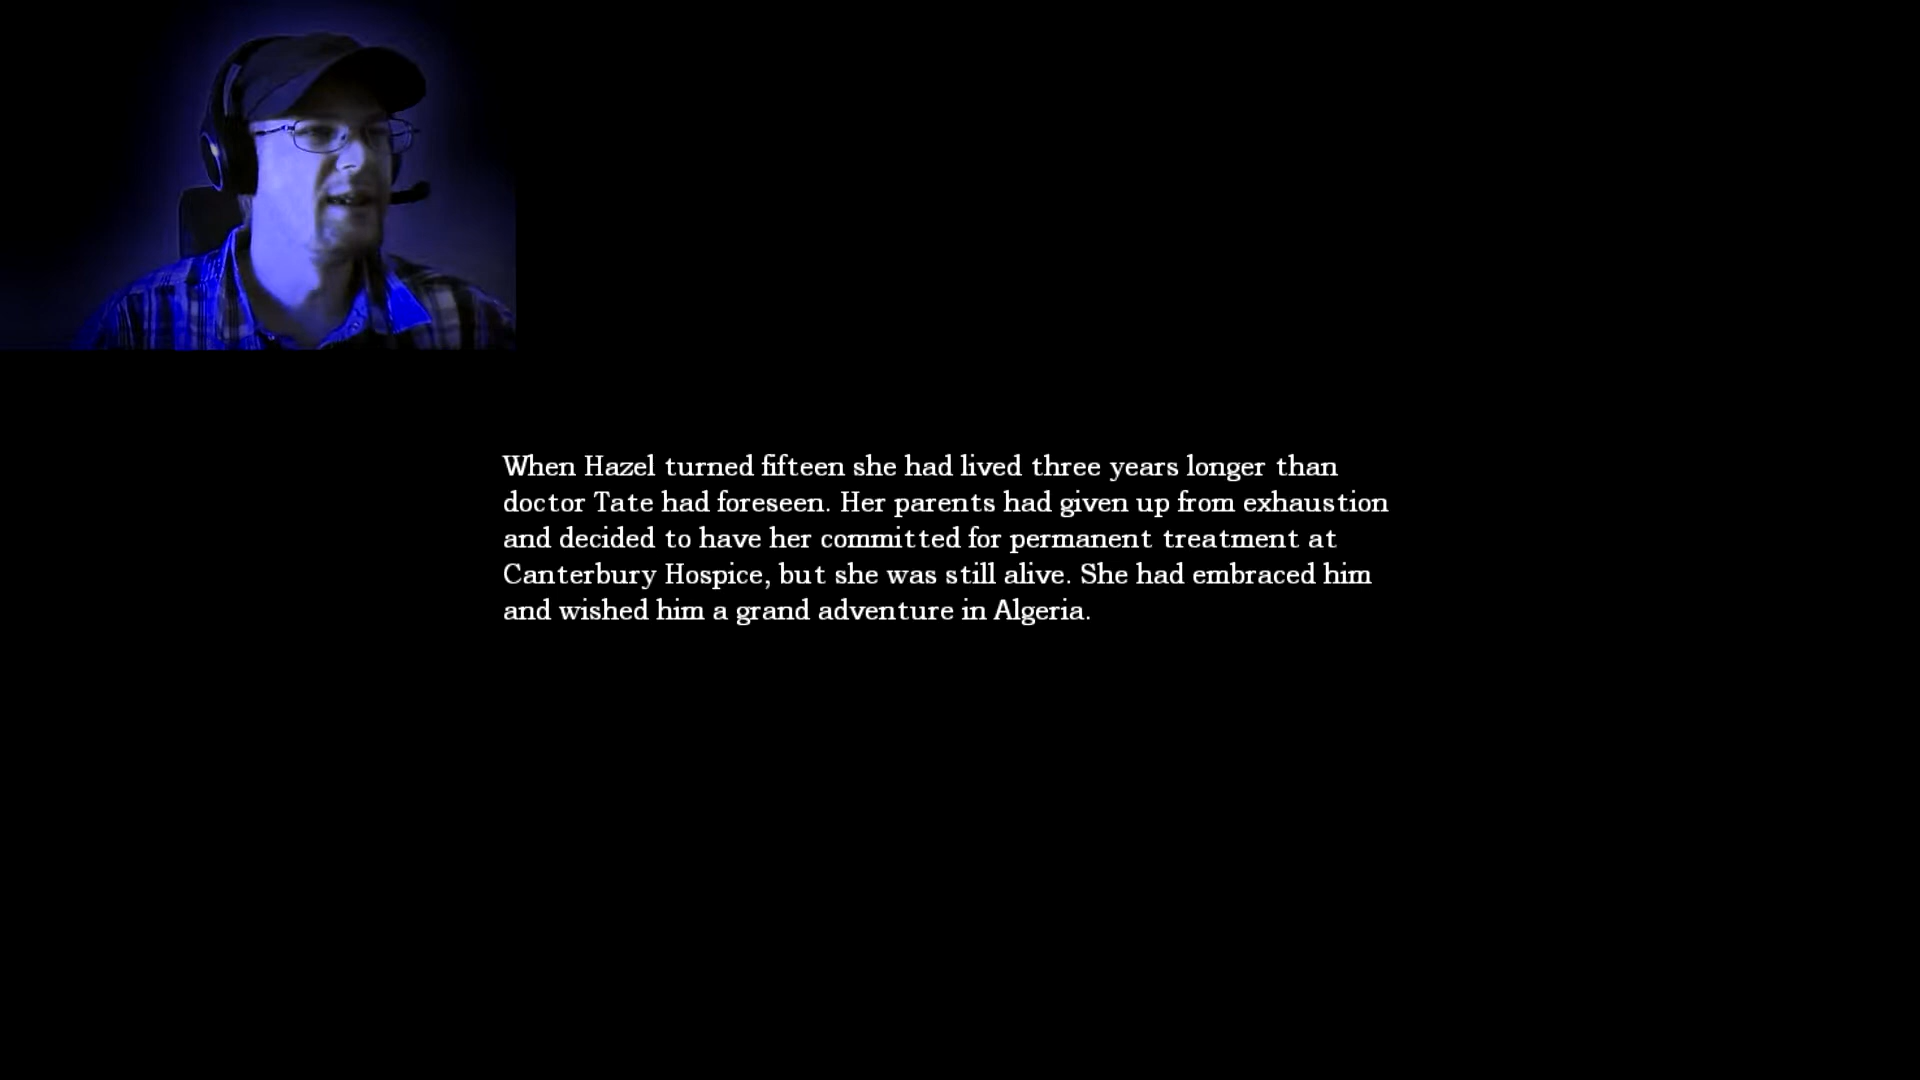 When Hazel turned fifteen she had lived three years longer than
doctor Tate had foreseen. Her parents had given up from exhaustion
and decided to have her committed for permanent treatment at
Canterbury Hospice, but she was still alive. She had embraced him
and wished him a grand adventure in Algeria.